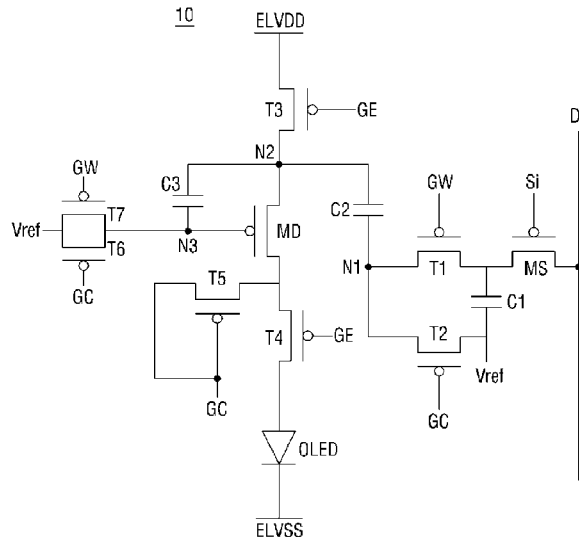 10
ELVDD
T3
GE
D
N2
GW
C3
GW
Si
T7
C2
Vref
T6
N3
MD
N1
T1
MS
GC
T5
C1
T4
GE
T2
Vref
GC
GC
OLED
ELVSS